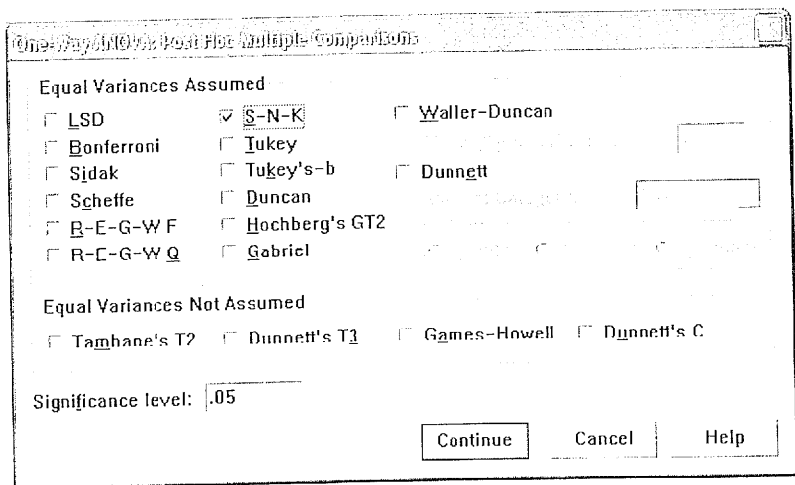 One-Way ANOVA: Post Hoc Multiple Comparisons
Equal Variances Assumed
LSD S-N-K Waller-Duncan
Bonferroni Tukey
Sidak Tukey's-b Dunnett
Scheffe Duncan
R-E-G-W F Hochberg's GT2
R-E-G-W Q Gabriel
Equal Variances Not Assumed
Tamhane's T2 Dunnett's T3 Games-Howell Dunnett's C
Significance level: .05
Continue Cancel Help